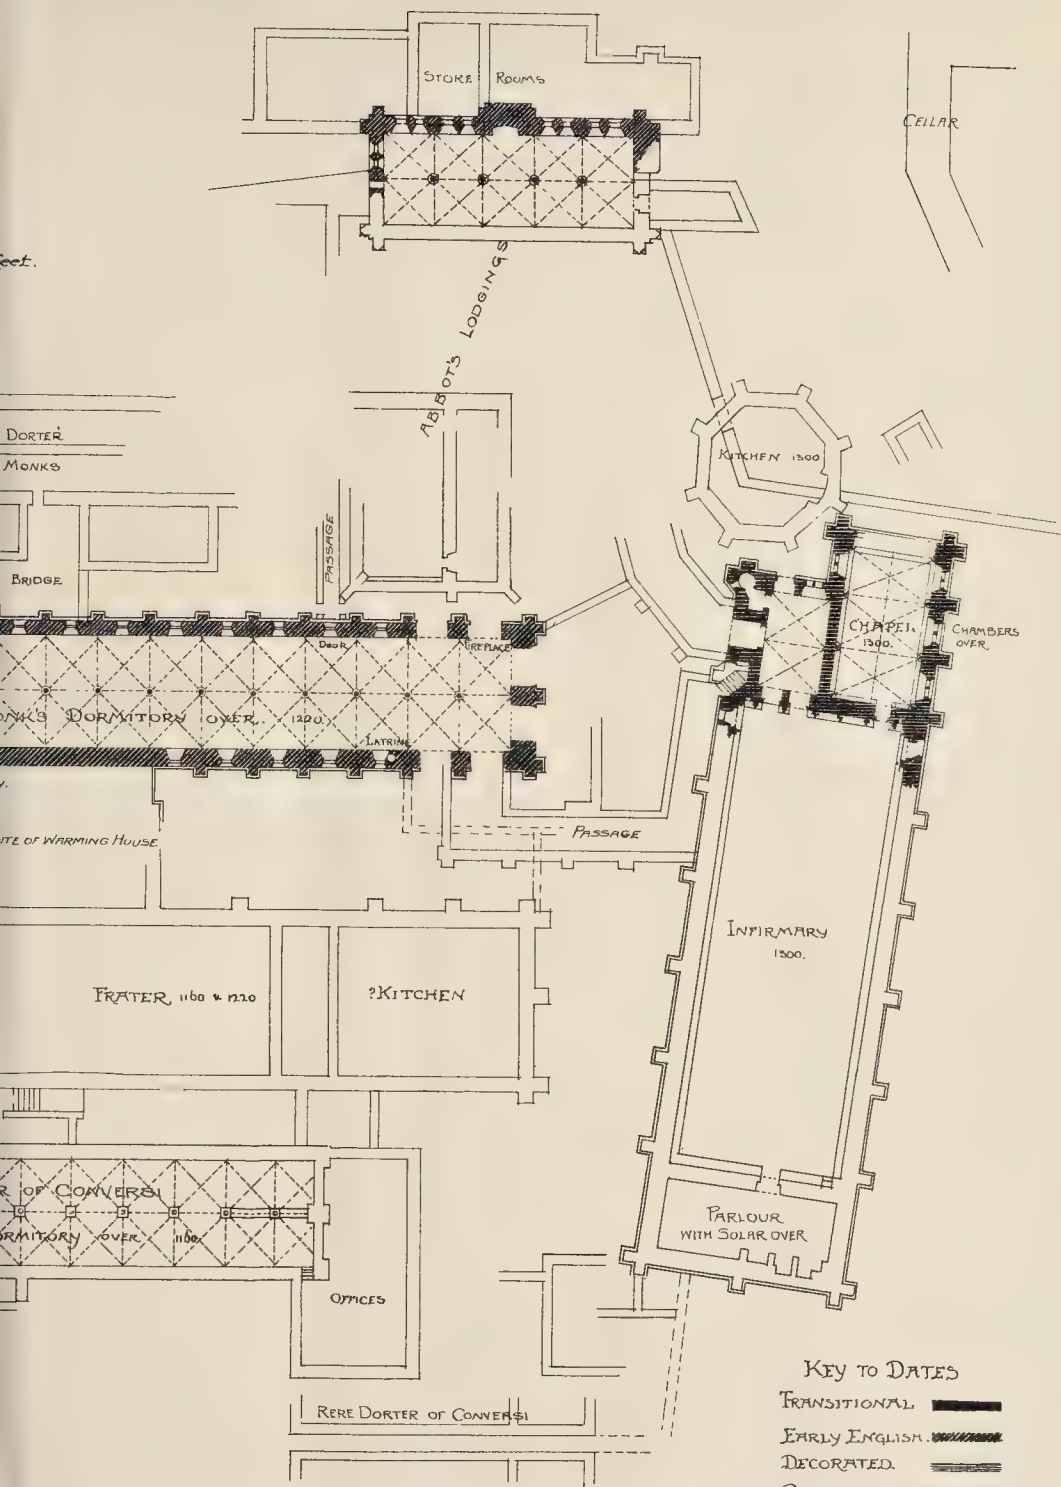 STORE ROOMS
CELLAR
feet.
ABBOT'S LODGINGS
DORTER
MONKS
KITCHEN 1300
PASSAGE
BRIDGE
DOOR
FIREPLACE
CHAPEL
1300.
CHAMBERS
OVER.
MONKS DORMITORY OVER. 1220.
LATRINE
SITE OF WARMING HOUSE
PASSAGE
INFIRMARY
1300.
FRATER 1160 & 1220
?KITCHEN
R OF CONVERSI
DORMITORY OVER 1160.
PARLOUR
WITH SOLAR OVER
OFFICES
RERE DORTER OF CONVERSI
KEY TO DATES
TRANSITIONAL
EARLY ENGLISH.
DECORATED.